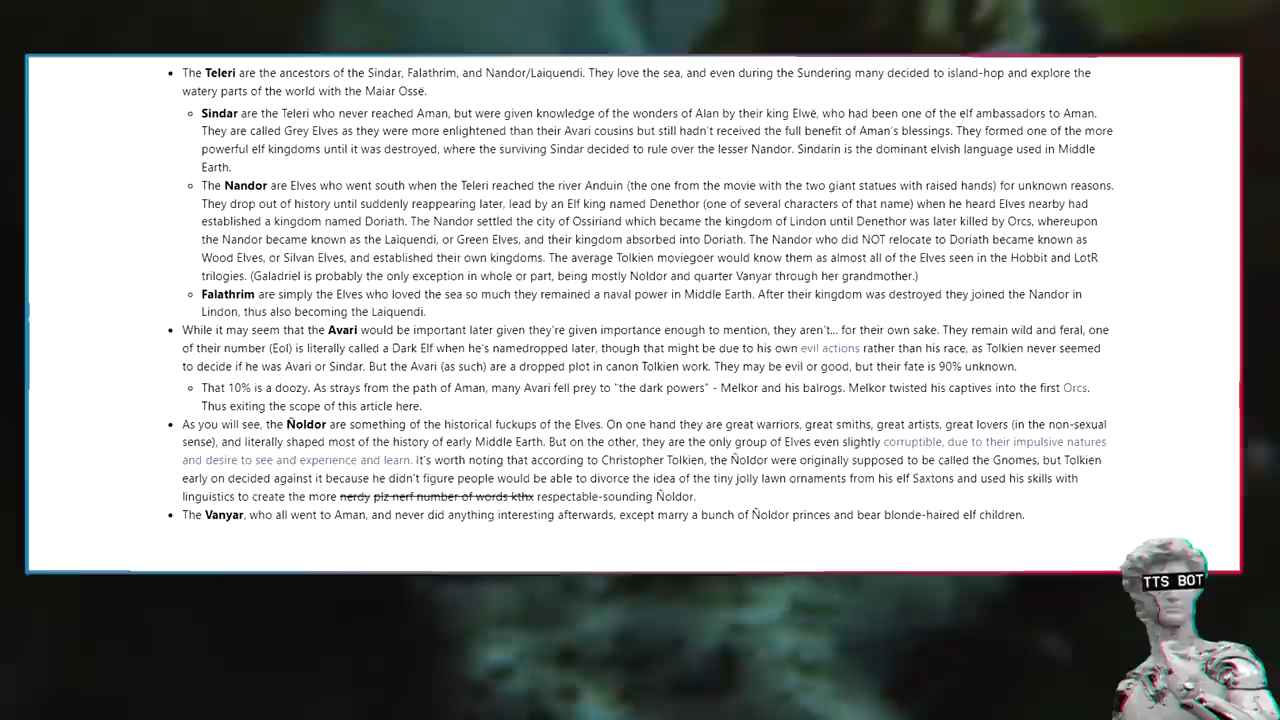 The Teleri are the ancestors of the Sindar, Falathrim, and Nandor/Laiquendi. They love the sea, and even during the Sundering many decided to island-hop and explore the
watery parts of the world with the Maiar Ossë.
Sindar are the Teleri who never reached Aman, but were given knowledge of the wonders of Alan by their king Elwë, who had been one of the elf ambassadors to Aman.
They are called Grey Elves as they were more enlightened than their Avari cousins but still hadn't received the full benefit of Aman's blessings. They formed one of the more
powerful elf kingdoms until it was destroyed, where the surviving Sindar decided to rule over the lesser Nandor. Sindarin is the dominant elvish language used in Middle
Earth.
The Nandor are Elves who went south when the Teleri reached the river Anduin (the one from the movie with the two giant statues with raised hands) for unknown reasons.
They drop out of history until suddenly reappearing later, lead by an Elf king named Denethor (one of several characters of that name) when he heard Elves nearby had
established a kingdom named Doriath. The Nandor settled the city of Ossiriand which became the kingdom of Lindon until Denethor was later killed by Orcs, whereupon
the Nandor became known as the Laiquendi, or Green Elves, and their kingdom absorbed into Doriath. The Nandor who did NOT relocate to Doriath became known as
Wood Elves, or Silvan Elves, and established their own kingdoms. The average Tolkien moviegoer would know them as almost all of the Elves seen in the Hobbit and LotR
trilogies. (Galadriel is probably the only exception in whole or part, being mostly Noldor and quarter Vanyar through her grandmother.)
Falathrim are simply the Elves who loved the sea so much they remained a naval power in Middle Earth. After their kingdom was destroyed they joined the Nandor in
Lindon, thus also becoming the Laiquendi.
While it may seem that the Avari would be important later given they're given importance enough to mention, they aren't... for their own sake. They remain wild and feral, one
of their number (Eol) is literally called a Dark Elf when he's namedropped later, though that might be due to his own evil actions rather than his race, as Tolkien never seemed
to decide if he was Avari or Sindar. But the Avari (as such) are a dropped plot in canon Tolkien work. They may be evil or good, but their fate is 90% unknown.
That 10% is a doozy. As strays from the path of Aman, many Avari fell prey to "the dark powers" - Melkor and his balrogs. Melkor twisted his captives into the first Orcs.
Thus exiting the scope of this article here.
As you will see, the Ñoldor are something of the historical fuckups of the Elves. On one hand they are great warriors, great smiths, great artists, great lovers (in the non-sexual
sense), and literally shaped most of the history of early Middle Earth. But on the other, they are the only group of Elves even slightly corruptible, due to their impulsive natures
and desire to see and experience and learn. It's worth noting that according to Christopher Tolkien, the Ñoldor were originally supposed to be called the Gnomes, but Tolkien
early on decided against it because he didn't figure people would be able to divorce the idea of the tiny jolly lawn ornaments from his elf Saxtons and used his skills with
linguistics to create the more nerdy plz nerf number of words kthx respectable-sounding Ñoldor.
The Vanyar, who all went to Aman, and never did anything interesting afterwards, except marry a bunch of Ñoldor princes and bear blonde-haired elf children.
TTS BOT